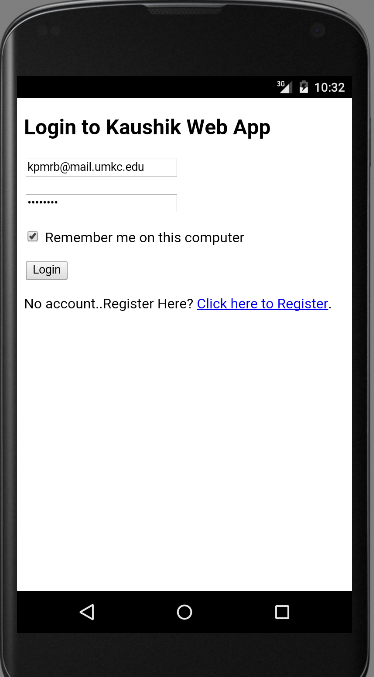 3G 10:32
Login to Kaushik Web App
kpmrb@mail.umkc.edu
••••••••
Remember me on this computer
Login
No account..Register Here? Click here to Register.